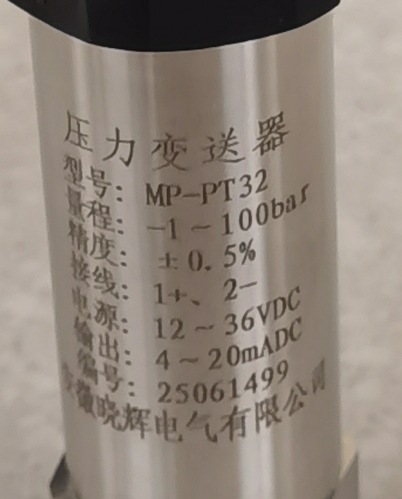 压力变送器
型号: MP-PT32
量程: -1~100bar
精度: ±0.5%
接线: 1+、2-
电源: 12~36VDC
输出: 4~20mADC
编号: 25061499
安徽晓辉电气有限公司